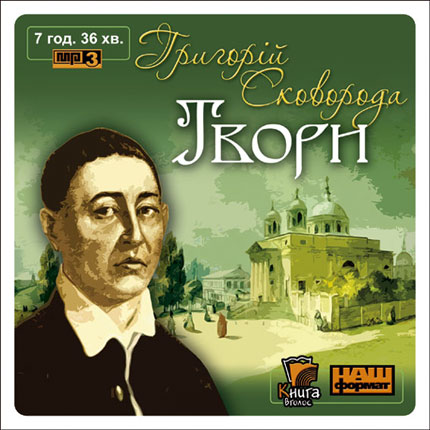 7 год. 36 хв.
mp3
Григорій
Сковорода
Твори
Книга
Вголос
НАШ
формат